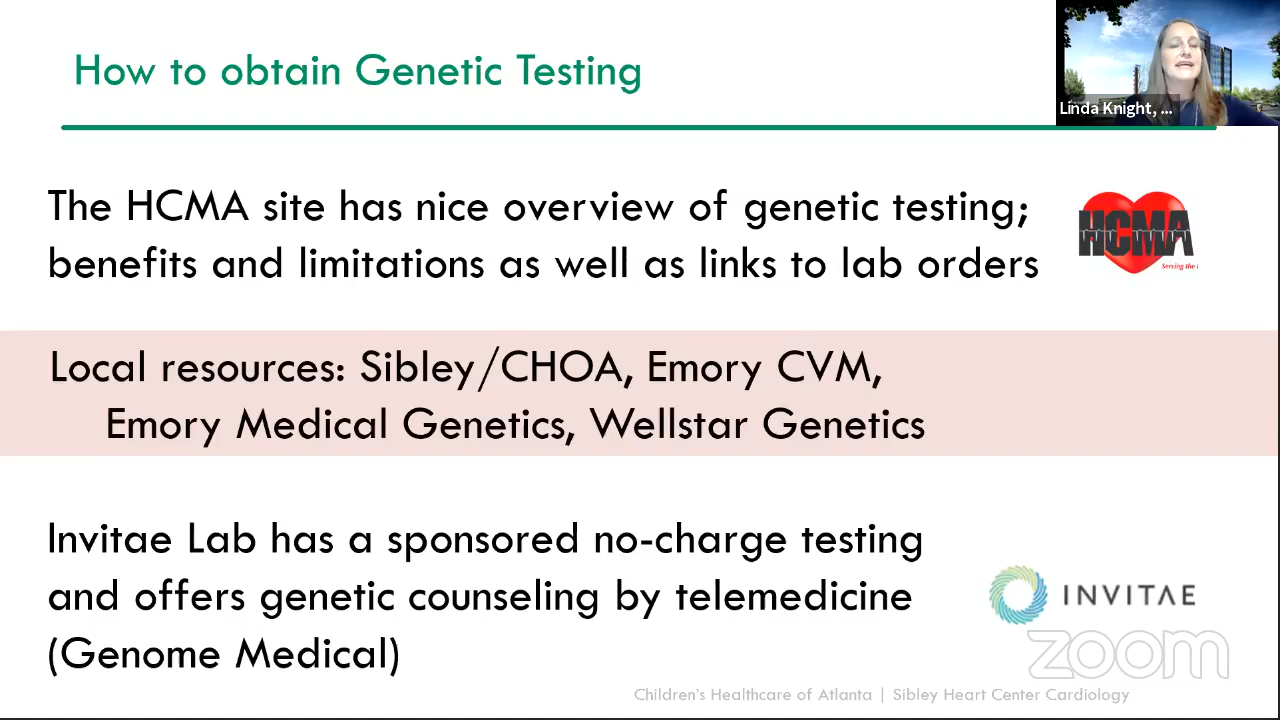 How to obtain Genetic Testing
Linda Knight, ...
The HCMA site has nice overview of genetic testing;
benefits and limitations as well as links to lab orders
HCMA
Serving the
Local resources: Sibley/CHOA, Emory CVM,
Emory Medical Genetics, Wellstar Genetics
Invitae Lab has a sponsored no-charge testing
and offers genetic counseling by telemedicine
(Genome Medical)
INVITAE
zoom
Children's Healthcare of Atlanta | Sibley Heart Center Cardiology